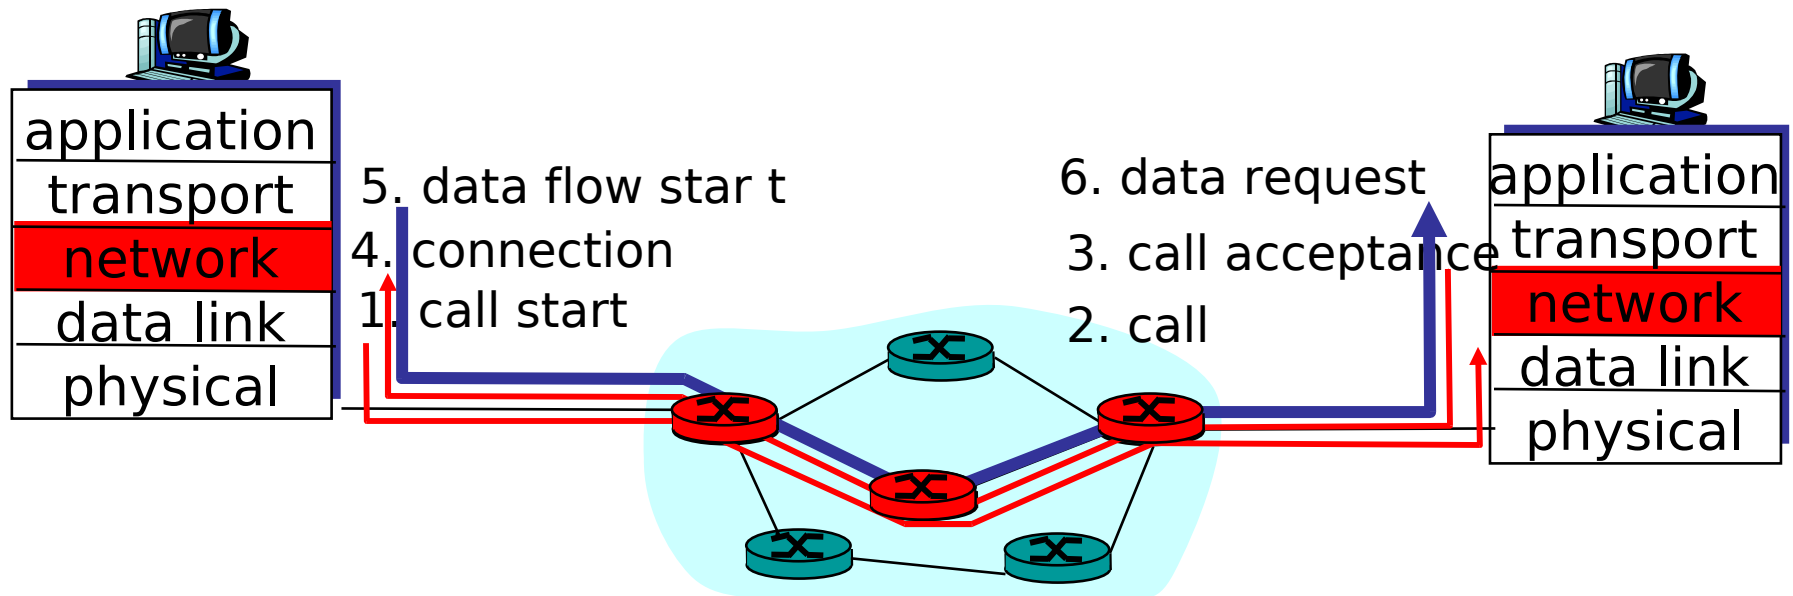 application
transport
network
data link
physical
5. data flow star t
4. connection
1. call start
6. data request
3. call acceptance
2. call
application
transport
network
data link
physical